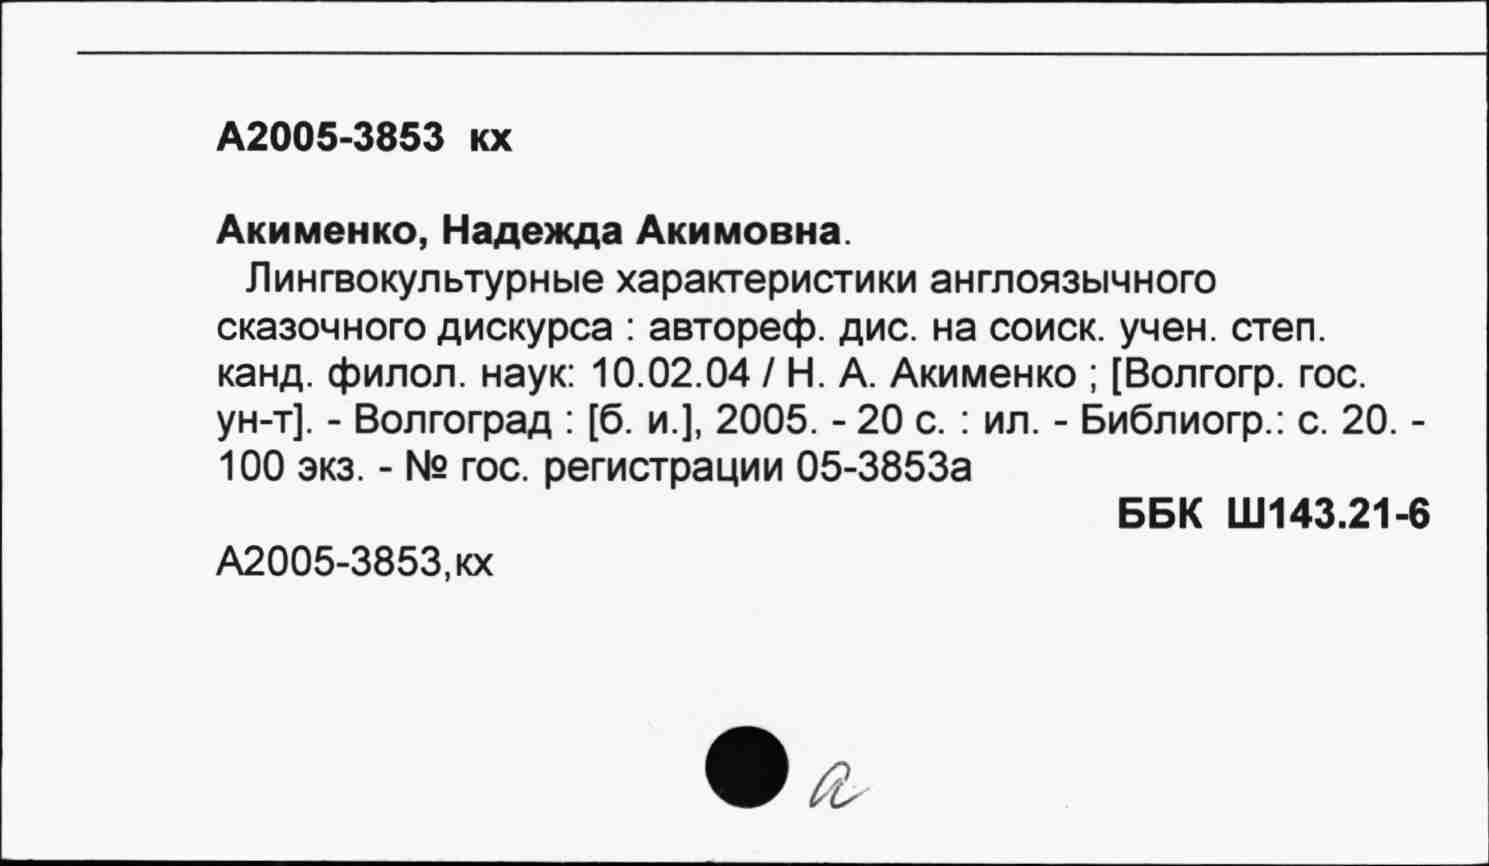 А2005-3853 кх
Акименко, Надежда Акимовна.
Лингвокультурные характеристики англоязычного
сказочного дискурса : автореф. дис. на соиск. учен. степ.
канд. филол. наук: 10.02.04 / Н. А. Акименко ; [Волгогр. гос.
ун-т]. - Волгоград : [б. и.], 2005. - 20 с. : ил. - Библиогр.: с. 20. -
100 экз. - № гос. регистрации 05-3853а
ББК Ш143.21-6
А2005-3853,кх
а